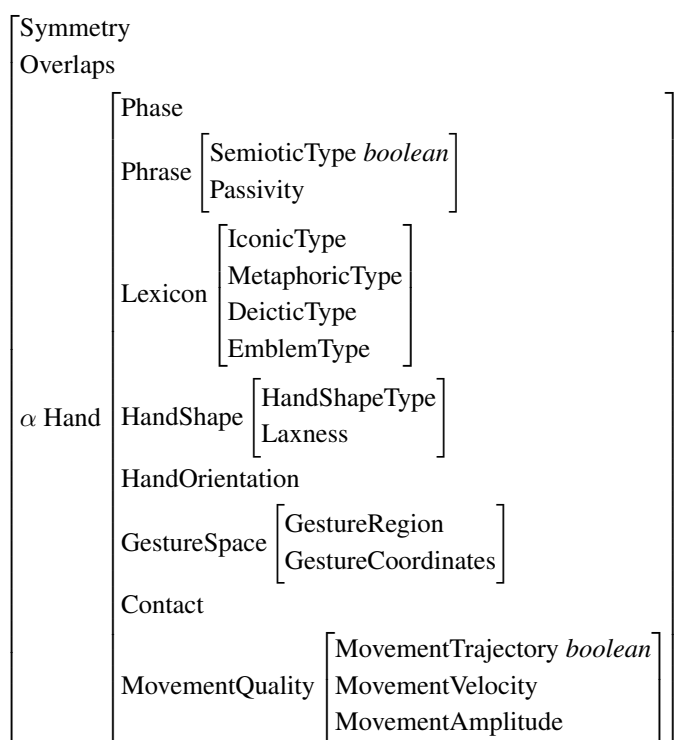 Symmetry
Overlaps
Phase
SemioticType boolean
Phrase
Passivity
IconicType
MetaphoricType
Lexicon
DeicticType
EmblemType
HandShapeType
α Hand HandShape
Laxness
HandOrientation
GestureRegion
GestureSpace
GestureCoordinates
Contact
MovementTrajectory boolean
MovementQuality MovementVelocity
MovementAmplitude